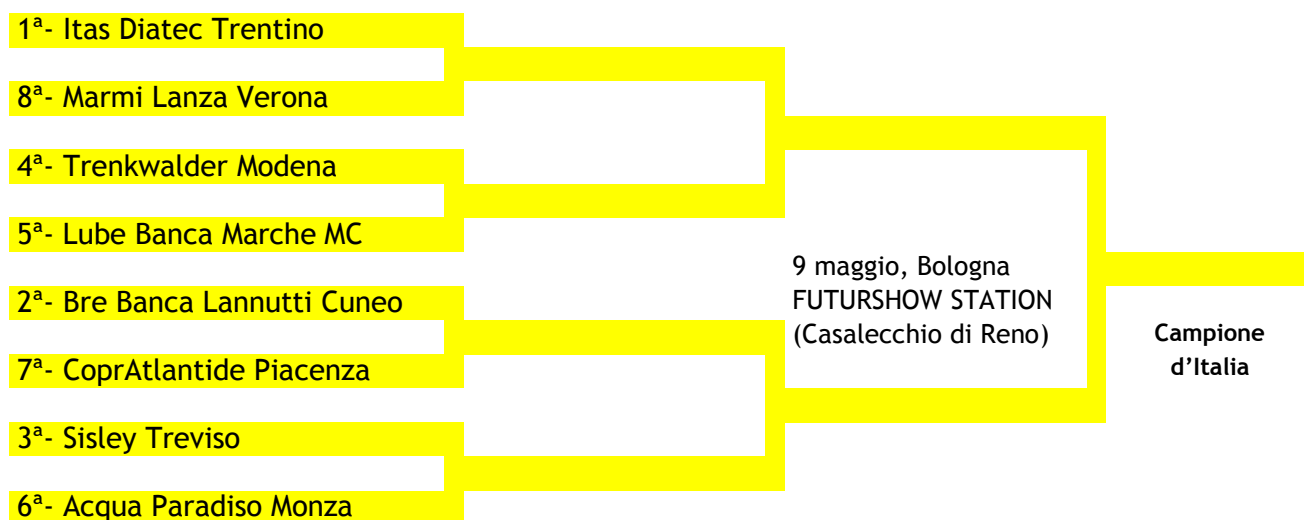 1ª- Itas Diatec Trentino
8ª- Marmi Lanza Verona
4ª- Trenkwalder Modena
5ª- Lube Banca Marche MC
2ª- Bre Banca Lannutti Cuneo
7ª- CoprAtlantide Piacenza
3ª- Sisley Treviso
6ª- Acqua Paradiso Monza
9 maggio, Bologna
FUTURSHOW STATION
(Casalecchio di Reno)
Campione
d’Italia